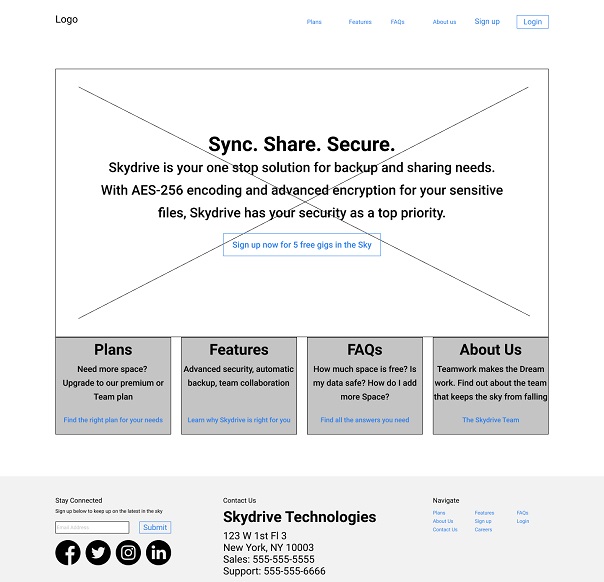 Logo
Plans Features FAQs About us Sign up Login
Sync. Share. Secure.
Skydrive is your one stop solution for backup and sharing needs.
With AES-256 encoding and advanced encryption for your sensitive
files, Skydrive has your security as a top priority.
Sign up now for 5 free gigs in the Sky
Plans
Need more space?
Upgrade to our premium or
Team plan
Find the right plan for your needs
Features
Advanced security, automatic
backup, team collaboration
Learn why Skydrive is right for you
FAQs
How much space is free? Is
my data safe? How do I add
more Space?
Find all the answers you need
About Us
Teamwork makes the Dream
work. Find out about the team
that keeps the sky from falling
The Skydrive Team
Stay Connected
Sign up below to keep up on the latest in the sky
Email Address
Submit
Contact Us
Skydrive Technologies
123 W 1st Fl 3
New York, NY 10003
Sales: 555-555-5555
Support: 555-555-6666
Navigate
Plans Features FAQs
About Us Sign up Login
Contact Us Careers